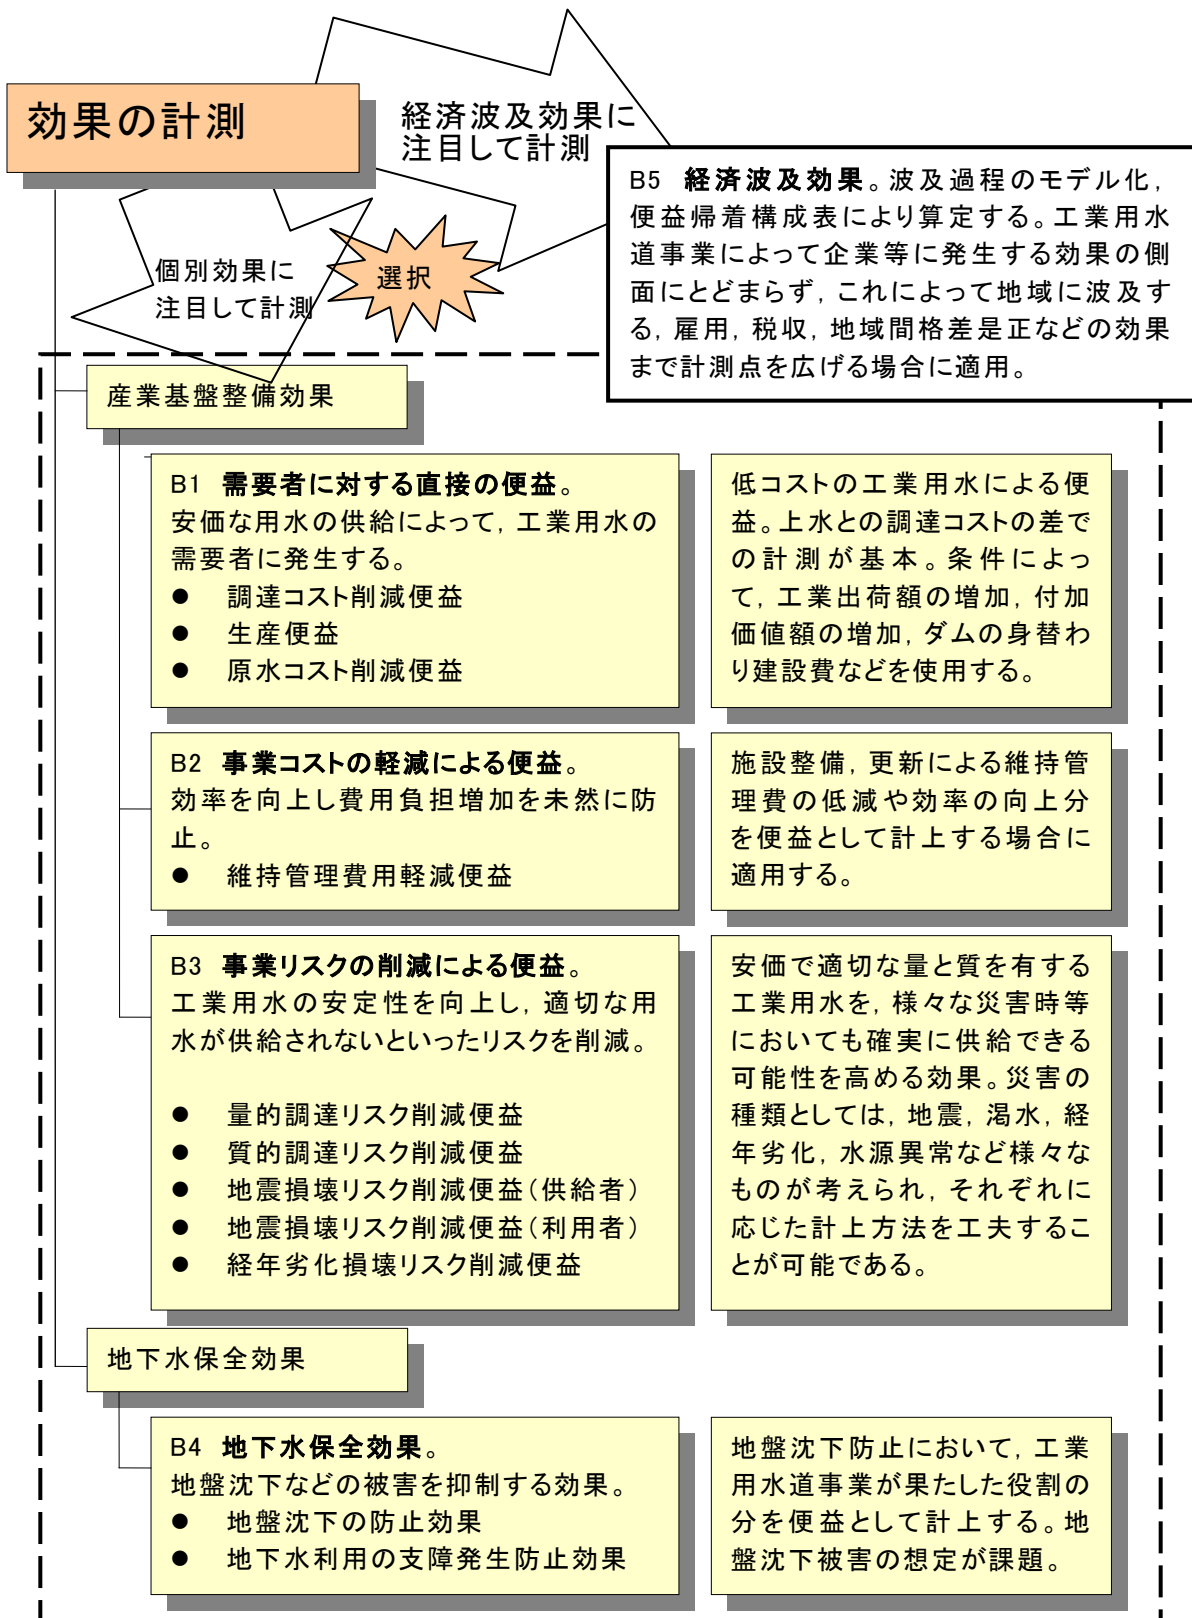 効果の計測
経済波及効果に
注目して計測
B5 経済波及効果。波及過程のモデル化,
便益帰着構成表により算定する。工業用水
道事業によって企業等に発生する効果の側
面にとどまらず,これによって地域に波及す
る,雇用,税収,地域間格差是正などの効果
まで計測点を広げる場合に適用。
個別効果に
注目して計測
選択
産業基盤整備効果
B1 需要者に対する直接の便益。
安価な用水の供給によって,工業用水の
需要者に発生する。
● 調達コスト削減便益
● 生産便益
● 原水コスト削減便益
低コストの工業用水による便
益。上水との調達コストの差で
の計測が基本。条件によっ
て,工業出荷額の増加,付加
価値額の増加,ダムの身替わ
り建設費などを使用する。
B2 事業コストの軽減による便益。
効率を向上し費用負担増加を未然に防
止。
● 維持管理費用軽減便益
施設整備,更新による維持管
理費の低減や効率の向上分
を便益として計上する場合に
適用する。
B3 事業リスクの削減による便益。
工業用水の安定性を向上し,適切な用
水が供給されないといったリスクを削減。
● 量的調達リスク削減便益
● 質的調達リスク削減便益
● 地震損壊リスク削減便益(供給者)
● 地震損壊リスク削減便益(利用者)
● 経年劣化損壊リスク削減便益
安価で適切な量と質を有する
工業用水を,様々な災害時等
においても確実に供給できる
可能性を高める効果。災害の
種類としては,地震,渇水,経
年劣化,水源異常など様々な
ものが考えられ,それぞれに
応じた計上方法を工夫するこ
とが可能である。
地下水保全効果
B4 地下水保全効果。
地盤沈下などの被害を抑制する効果。
● 地盤沈下の防止効果
● 地下水利用の支障発生防止効果
地盤沈下防止において,工業
用水道事業が果たした役割の
分を便益として計上する。地
盤沈下被害の想定が課題。